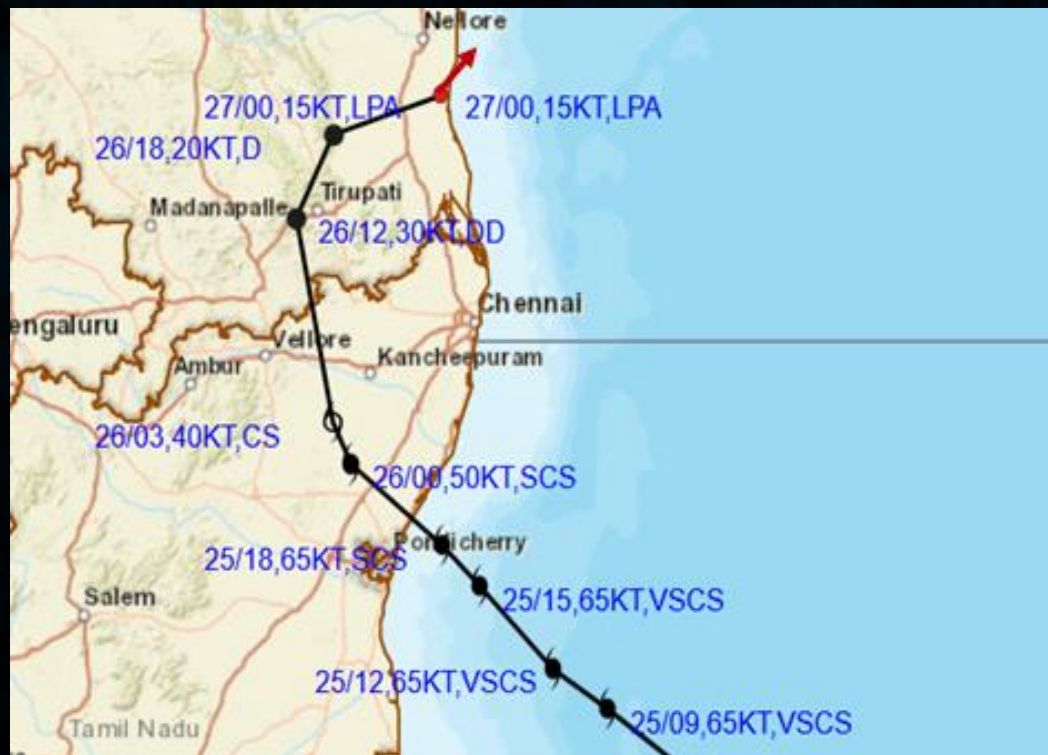 Nellore
27/00,15KT,LPA
27/00,15KT,LPA
26/18,20KT,D
Tirupati
Madanapalle
26/12,30KT,DD
Chennai
engaluru
Vellore
Kancheepuram
Ambur
26/03,40KT,CS
26/00,50KT,SCS
Pondicherry
25/18,65KT,SCS
Salem
25/15,65KT,VSCS
25/12,65KT,VSCS
25/09,65KT,VSCS
Tamil Nadu